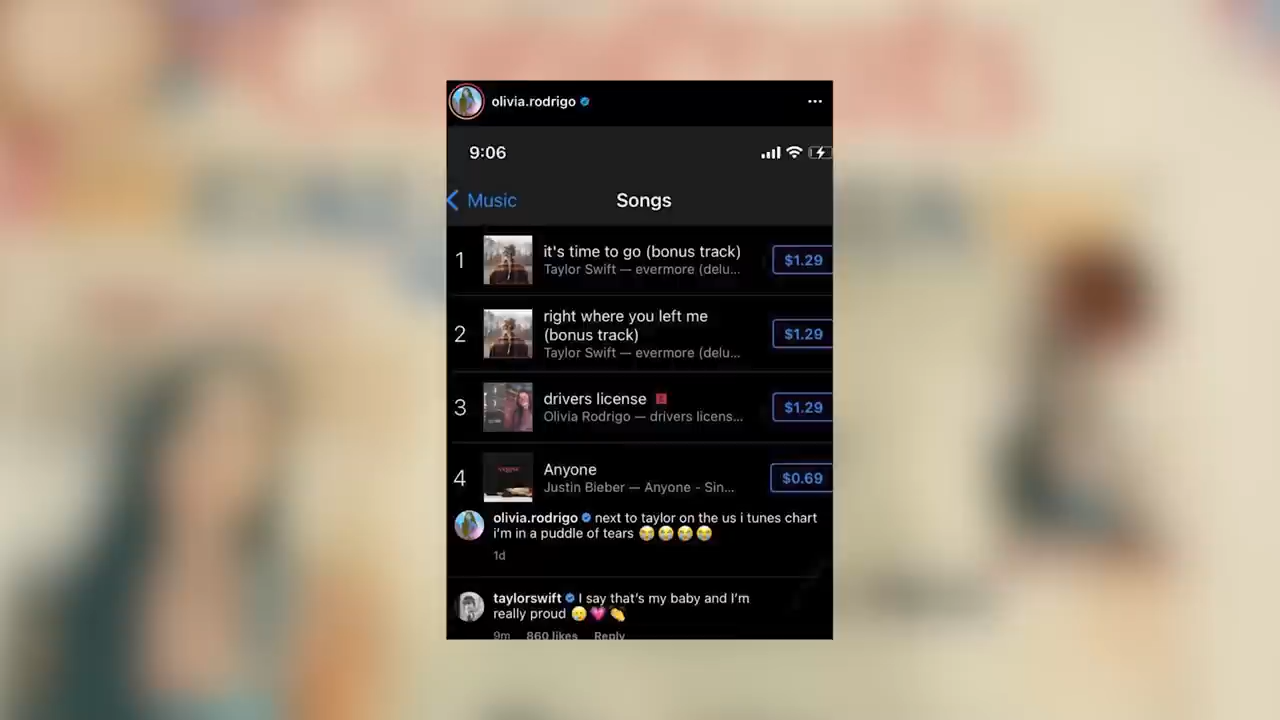 olivia.rodrigo
9:06
Music
Songs
1
it's time to go (bonus track)
Taylor Swift — evermore (delu...
$1.29
2
right where you left me
(bonus track)
Taylor Swift — evermore (delu...
$1.29
3
drivers license
Olivia Rodrigo — drivers licens...
$1.29
4
Anyone
Justin Bieber — Anyone - Sin...
$0.69
olivia.rodrigo next to taylor on the us i tunes chart
i'm in a puddle of tears 😭😭😭😭
1d
taylorswift I say that's my baby and I'm
really proud 🥲💗👏
9m 860 likes Reply